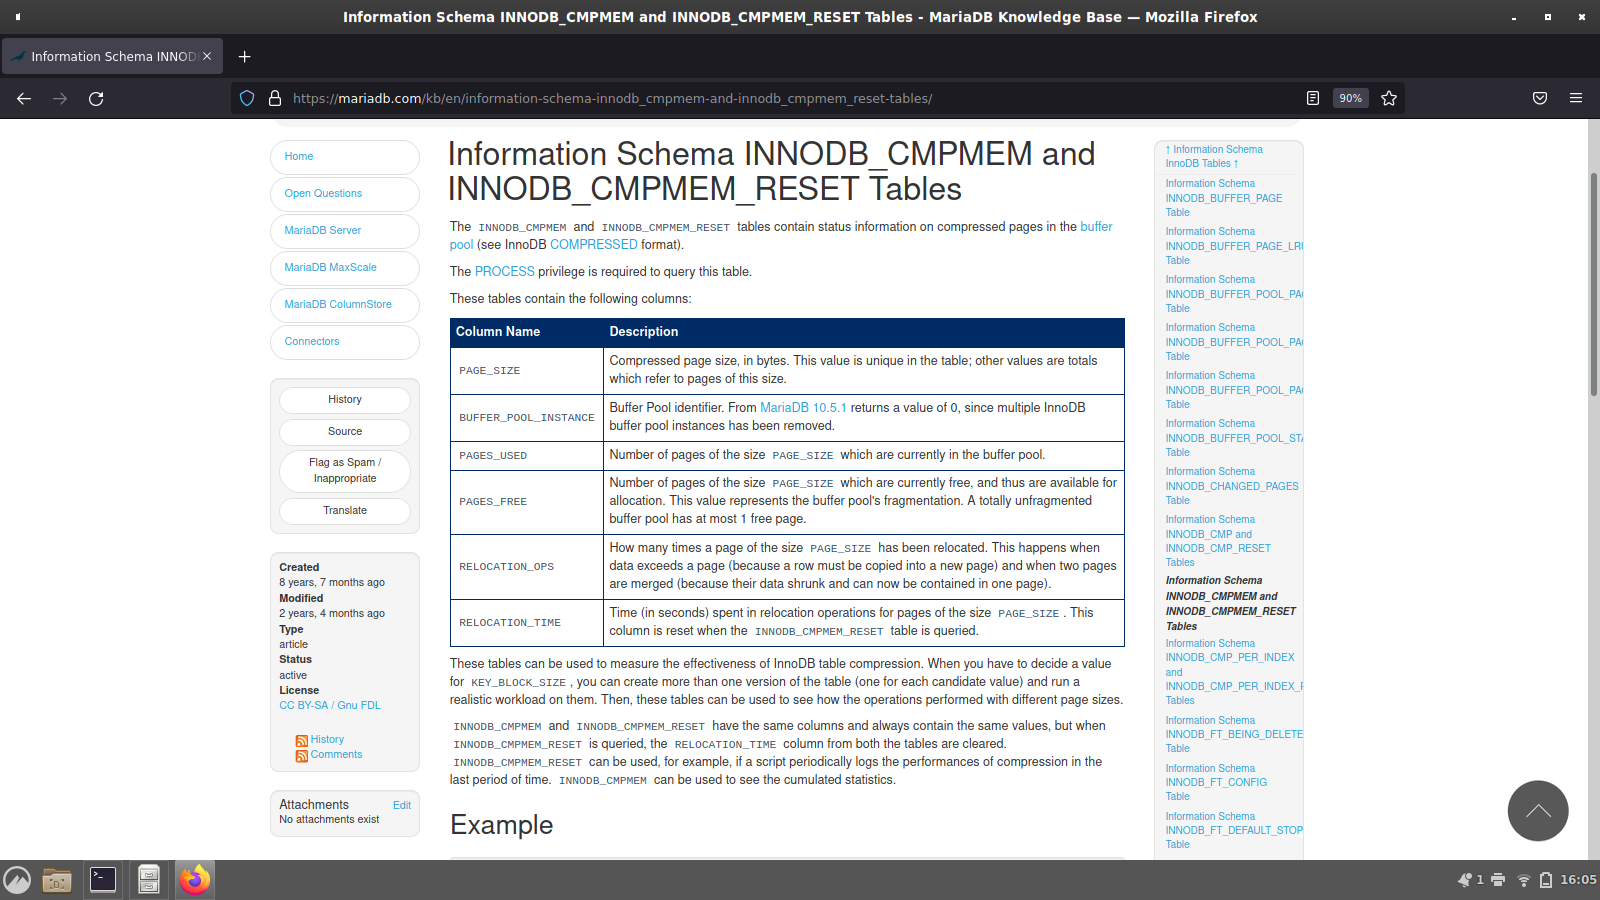 Information Schema INNODB_CMPMEM and INNODB_CMPMEM_RESET Tables - MariaDB Knowledge Base — Mozilla Firefox
Information Schema INNOD
https://mariadb.com/kb/en/information-schema-innodb_cmpmem-and-innodb_cmpmem_reset-tables/
90%
Home
Open Questions
MariaDB Server
MariaDB MaxScale
MariaDB ColumnStore
Connectors
History
Source
Flag as Spam /
Inappropriate
Translate
Created
8 years, 7 months ago
Modified
2 years, 4 months ago
Type
article
Status
active
License
CC BY-SA / Gnu FDL
History
Comments
Attachments Edit
No attachments exist
Information Schema INNODB_CMPMEM and
INNODB_CMPMEM_RESET Tables
The INNODB_CMPMEM and INNODB_CMPMEM_RESET tables contain status information on compressed pages in the buffer
pool (see InnoDB COMPRESSED format).
The PROCESS privilege is required to query this table.
These tables contain the following columns:
Column Name Description
PAGE_SIZE
Compressed page size, in bytes. This value is unique in the table; other values are totals
which refer to pages of this size.
BUFFER_POOL_INSTANCE
Buffer Pool identifier. From MariaDB 10.5.1 returns a value of 0, since multiple InnoDB
buffer pool instances has been removed.
PAGES_USED
Number of pages of the size PAGE_SIZE which are currently in the buffer pool.
PAGES_FREE
Number of pages of the size PAGE_SIZE which are currently free, and thus are available for
allocation. This value represents the buffer pool's fragmentation. A totally unfragmented
buffer pool has at most 1 free page.
RELOCATION_OPS
How many times a page of the size PAGE_SIZE has been relocated. This happens when
data exceeds a page (because a row must be copied into a new page) and when two pages
are merged (because their data shrunk and can now be contained in one page).
RELOCATION_TIME
Time (in seconds) spent in relocation operations for pages of the size PAGE_SIZE . This
column is reset when the INNODB_CMPMEM_RESET table is queried.
These tables can be used to measure the effectiveness of InnoDB table compression. When you have to decide a value
for KEY_BLOCK_SIZE , you can create more than one version of the table (one for each candidate value) and run a
realistic workload on them. Then, these tables can be used to see how the operations performed with different page sizes.
INNODB_CMPMEM and INNODB_CMPMEM_RESET have the same columns and always contain the same values, but when
INNODB_CMPMEM_RESET is queried, the RELOCATION_TIME column from both the tables are cleared.
INNODB_CMPMEM_RESET can be used, for example, if a script periodically logs the performances of compression in the
last period of time. INNODB_CMPMEM can be used to see the cumulated statistics.
Example
↑ Information Schema
InnoDB Tables ↑
Information Schema
INNODB_BUFFER_PAGE
Table
Information Schema
INNODB_BUFFER_PAGE_LRU
Table
Information Schema
INNODB_BUFFER_POOL_PA
Table
Information Schema
INNODB_BUFFER_POOL_PA
Table
Information Schema
INNODB_BUFFER_POOL_PA
Table
Information Schema
INNODB_BUFFER_POOL_STA
Table
Information Schema
INNODB_CHANGED_PAGES
Table
Information Schema
INNODB_CMP and
INNODB_CMP_RESET
Tables
Information Schema
INNODB_CMPMEM and
INNODB_CMPMEM_RESET
Tables
Information Schema
INNODB_CMP_PER_INDEX
and
INNODB_CMP_PER_INDEX_R
Tables
Information Schema
INNODB_FT_BEING_DELETE
Table
Information Schema
INNODB_FT_CONFIG
Table
Information Schema
INNODB_FT_DEFAULT_STOP
Table
1
16:05